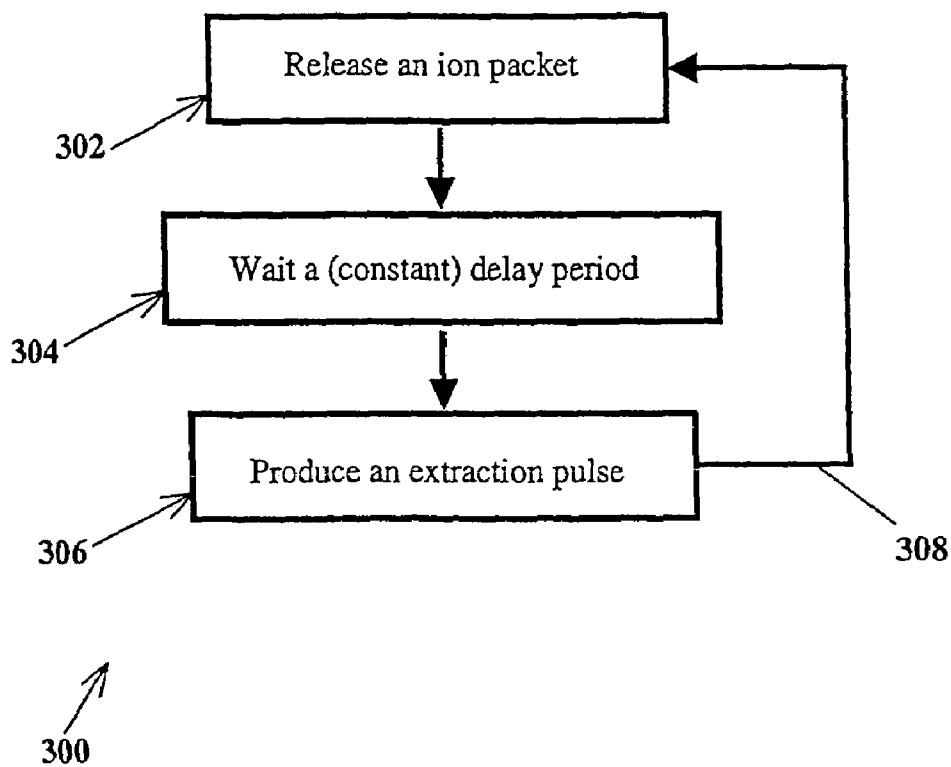 Release an ion packet
302
Wait a (constant) delay period
304
Produce an extraction pulse
306
308
300